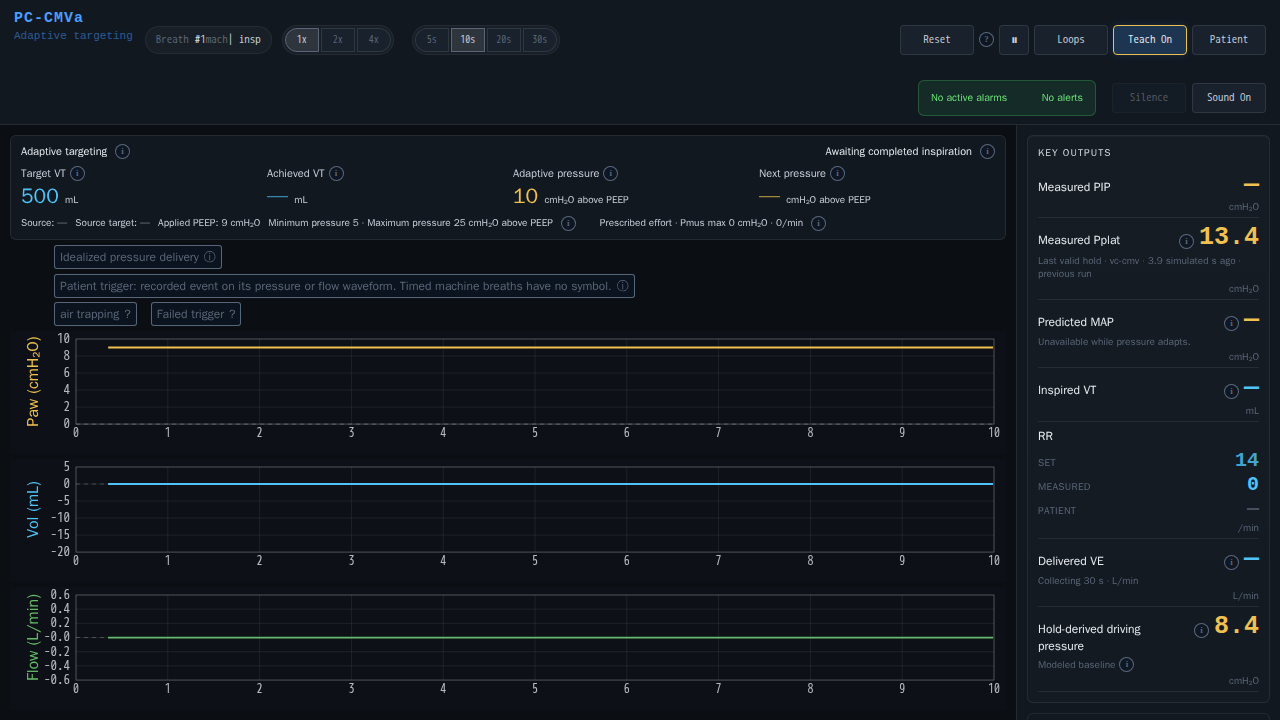 PC-CMVa
Adaptive targeting
Breath #1 mach| insp
1x 2x 4x
5s 10s 20s 30s
Reset ? ⏸ Loops Teach On Patient
No active alarms No alerts Silence Sound On
Adaptive targeting ⓘ Awaiting completed inspiration ⓘ
Target VT ⓘ Achieved VT ⓘ Adaptive pressure ⓘ Next pressure ⓘ
500 mL — mL 10 cmH₂O above PEEP — cmH₂O above PEEP
Source: — Source target: — Applied PEEP: 9 cmH₂O Minimum pressure 5 · Maximum pressure 25 cmH₂O above PEEP ⓘ Prescribed effort · Pmus max 0 cmH₂O · 0/min ⓘ
Idealized pressure delivery ⓘ
Patient trigger: recorded event on its pressure or flow waveform. Timed machine breaths have no symbol. ⓘ
air trapping ? Failed trigger ?
Paw (cmH₂O)
10
8
6
4
2
0
0 1 2 3 4 5 6 7 8 9 10
Vol (mL)
5
0
-5
-10
-15
-20
0 1 2 3 4 5 6 7 8 9 10
Flow (L/min)
0.6
0.4
0.2
-0.0
-0.2
-0.4
-0.6
0 1 2 3 4 5 6 7 8 9 10
KEY OUTPUTS
Measured PIP —
cmH₂O
Measured Pplat ⓘ 13.4
Last valid hold · vc-cmv · 3.9 simulated s ago ·
previous run
cmH₂O
Predicted MAP ⓘ —
Unavailable while pressure adapts.
cmH₂O
Inspired VT ⓘ —
mL
RR
SET 14
MEASURED 0
PATIENT —
/min
Delivered VE ⓘ —
Collecting 30 s · L/min
L/min
Hold-derived driving
pressure ⓘ 8.4
Modeled baseline ⓘ
cmH₂O